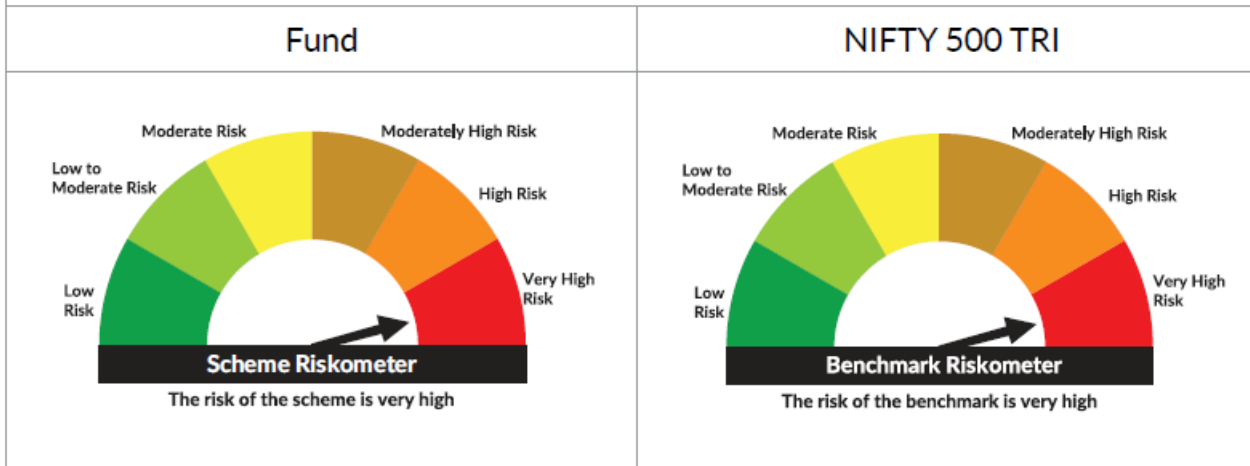 Fund
NIFTY 500 TRI
Moderate Risk
Moderately High Risk
Low to
Moderate Risk
High Risk
Low
Risk
Very High
Risk
Scheme Riskometer
The risk of the scheme is very high
Moderate Risk
Moderately High Risk
Low to
Moderate Risk
High Risk
Low
Risk
Very High
Risk
Benchmark Riskometer
The risk of the benchmark is very high